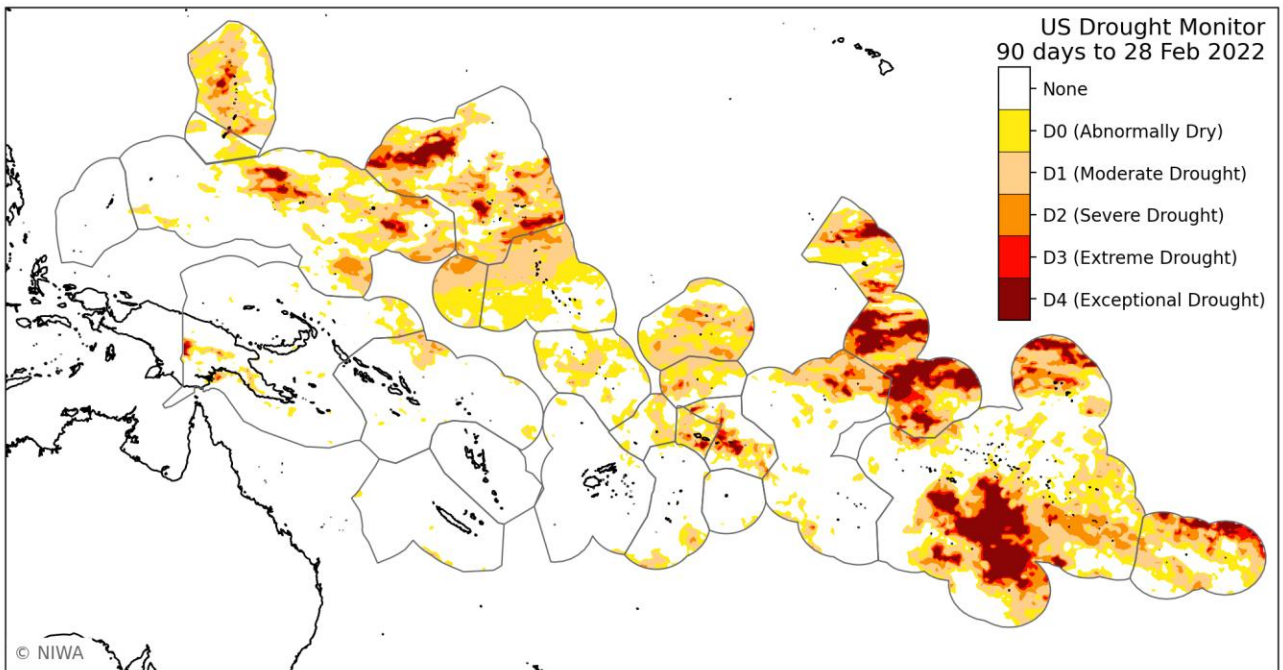 US Drought Monitor
90 days to 28 Feb 2022
None
D0 (Abnormally Dry)
D1 (Moderate Drought)
D2 (Severe Drought)
D3 (Extreme Drought)
D4 (Exceptional Drought)
© NIWA